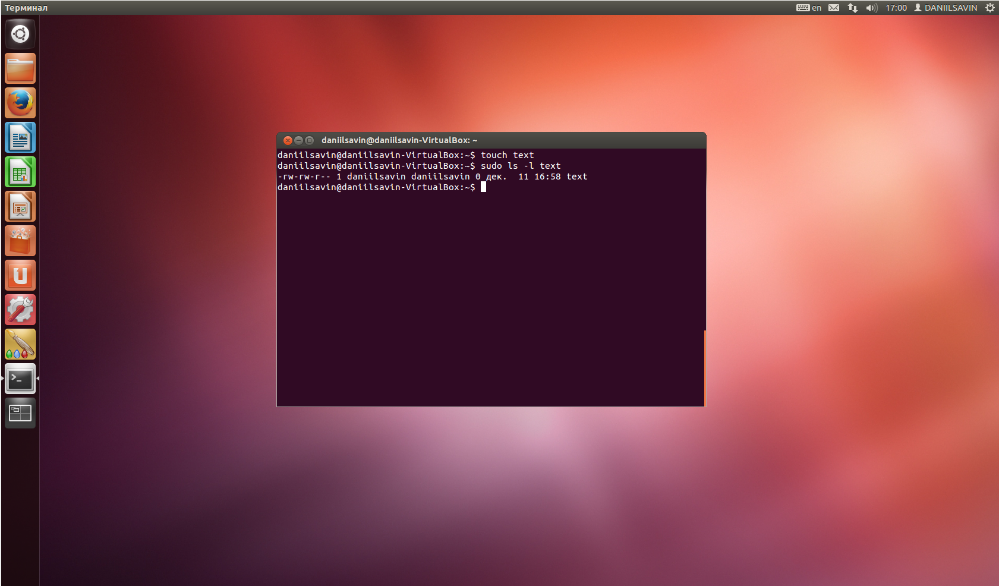 Терминал
en
17:00
DANIILSAVIN
daniilsavin@daniilsavin-VirtualBox: ~
daniilsavin@daniilsavin-VirtualBox:~$ touch text
daniilsavin@daniilsavin-VirtualBox:~$ sudo ls -l text
-rw-rw-r-- 1 daniilsavin daniilsavin 0 дек.  11 16:58 text
daniilsavin@daniilsavin-VirtualBox:~$